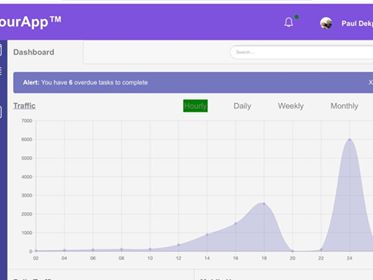 ourApp™
Paul Dekp
Dashboard
Search...
Alert: You have 6 overdue tasks to complete X
Traffic Hourly Daily Weekly Monthly
7000
6000
5000
4000
3000
2000
1000
0
02 04 06 08 10 12 14 16 18 20 22 24